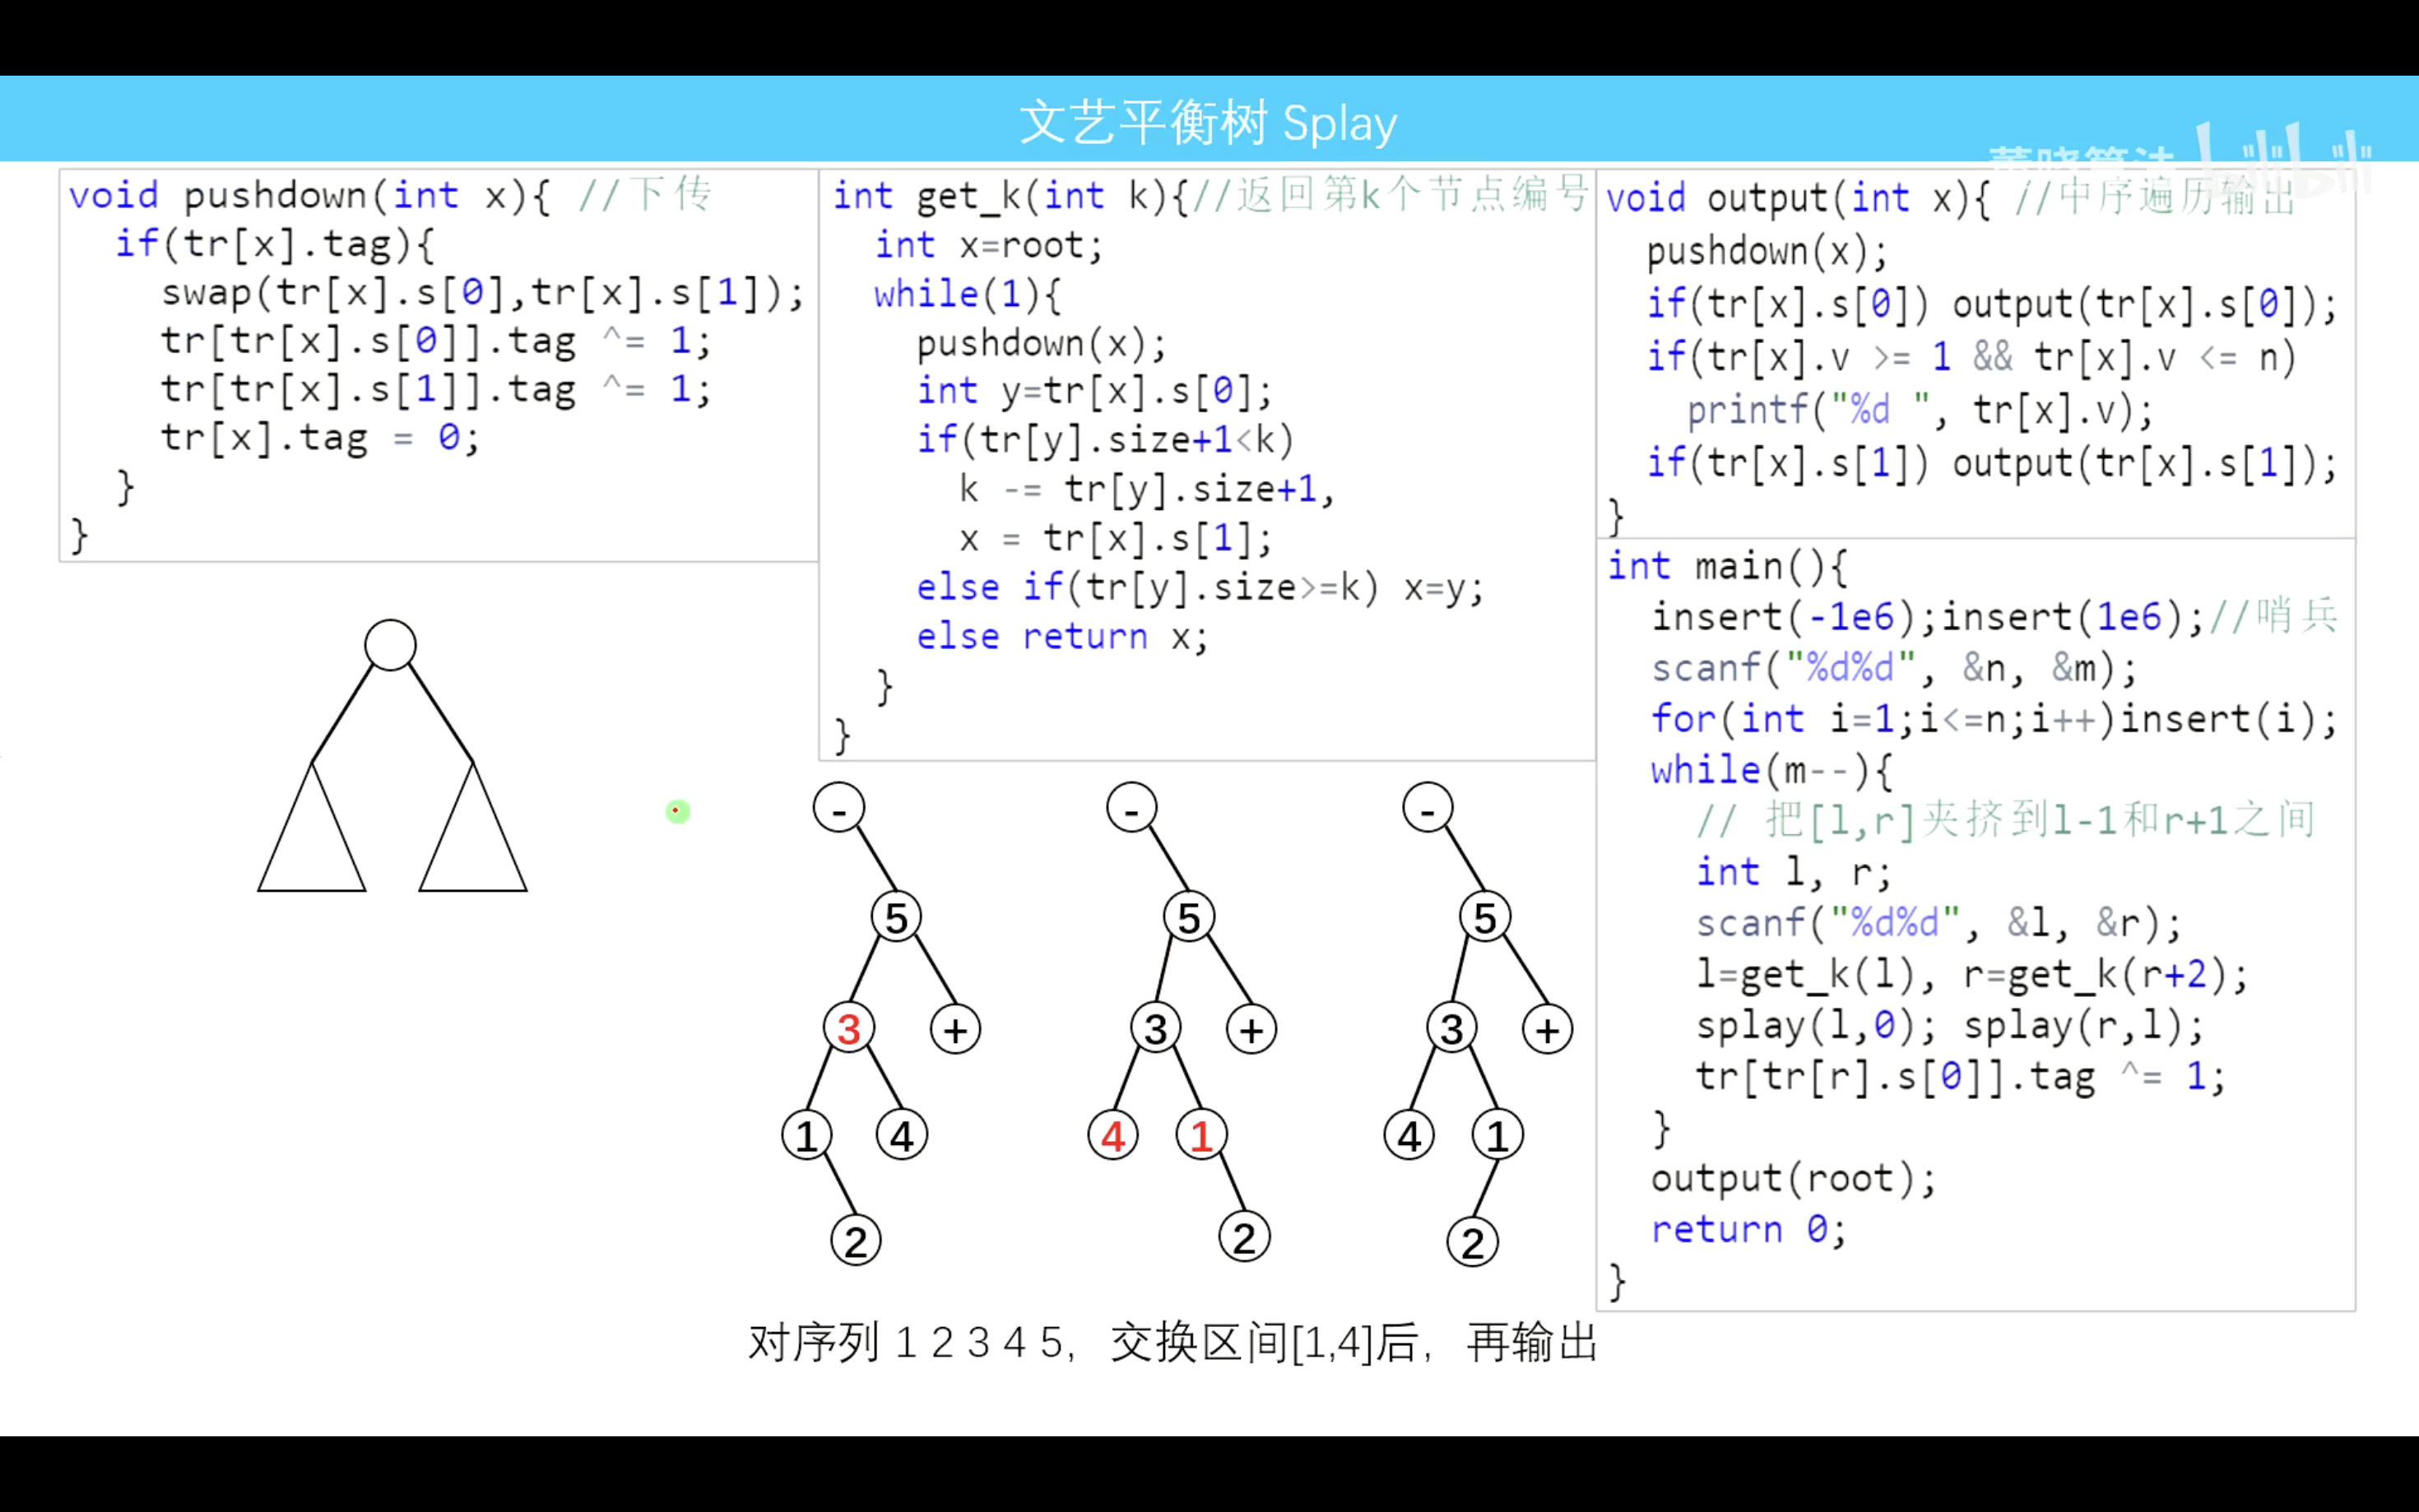 文艺平衡树 Splay
董晓算法 bilibili
void pushdown(int x){ //下传
if(tr[x].tag){
swap(tr[x].s[0],tr[x].s[1]);
tr[tr[x].s[0]].tag ^= 1;
tr[tr[x].s[1]].tag ^= 1;
tr[x].tag = 0;
}
}
int get_k(int k){//返回第k个节点编号
int x=root;
while(1){
pushdown(x);
int y=tr[x].s[0];
if(tr[y].size+1<k)
k -= tr[y].size+1,
x = tr[x].s[1];
else if(tr[y].size>=k) x=y;
else return x;
}
}
void output(int x){ //中序遍历输出
pushdown(x);
if(tr[x].s[0]) output(tr[x].s[0]);
if(tr[x].v >= 1 && tr[x].v <= n)
printf("%d ", tr[x].v);
if(tr[x].s[1]) output(tr[x].s[1]);
}
int main(){
insert(-1e6);insert(1e6);//哨兵
scanf("%d%d", &n, &m);
for(int i=1;i<=n;i++)insert(i);
while(m--){
// 把[l,r]夹挤到l-1和r+1之间
int l, r;
scanf("%d%d", &l, &r);
l=get_k(l), r=get_k(r+2);
splay(l,0); splay(r,l);
tr[tr[r].s[0]].tag ^= 1;
}
output(root);
return 0;
}
-
5
3
+
1
4
2
-
5
3
+
4
1
2
-
5
3
+
4
1
2
对序列 1 2 3 4 5，交换区间[1,4]后，再输出